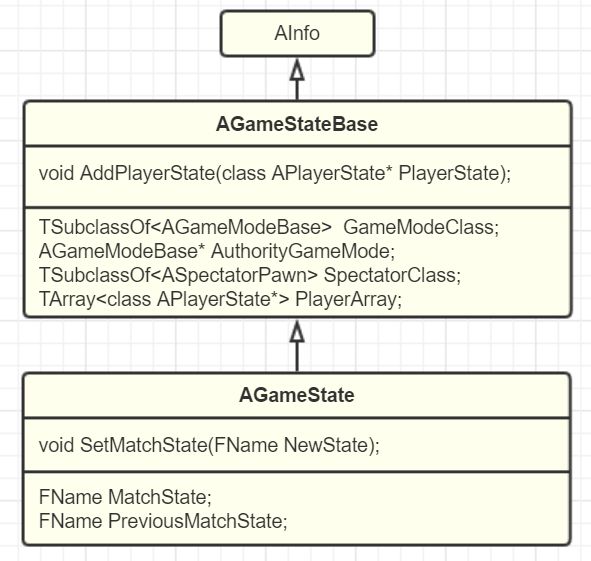 AInfo
AGameStateBase
void AddPlayerState(class APlayerState* PlayerState);
TSubclassOf<AGameModeBase>  GameModeClass;
AGameModeBase* AuthorityGameMode;
TSubclassOf<ASpectatorPawn> SpectatorClass;
TArray<class APlayerState*> PlayerArray;
AGameState
void SetMatchState(FName NewState);
FName MatchState;
FName PreviousMatchState;